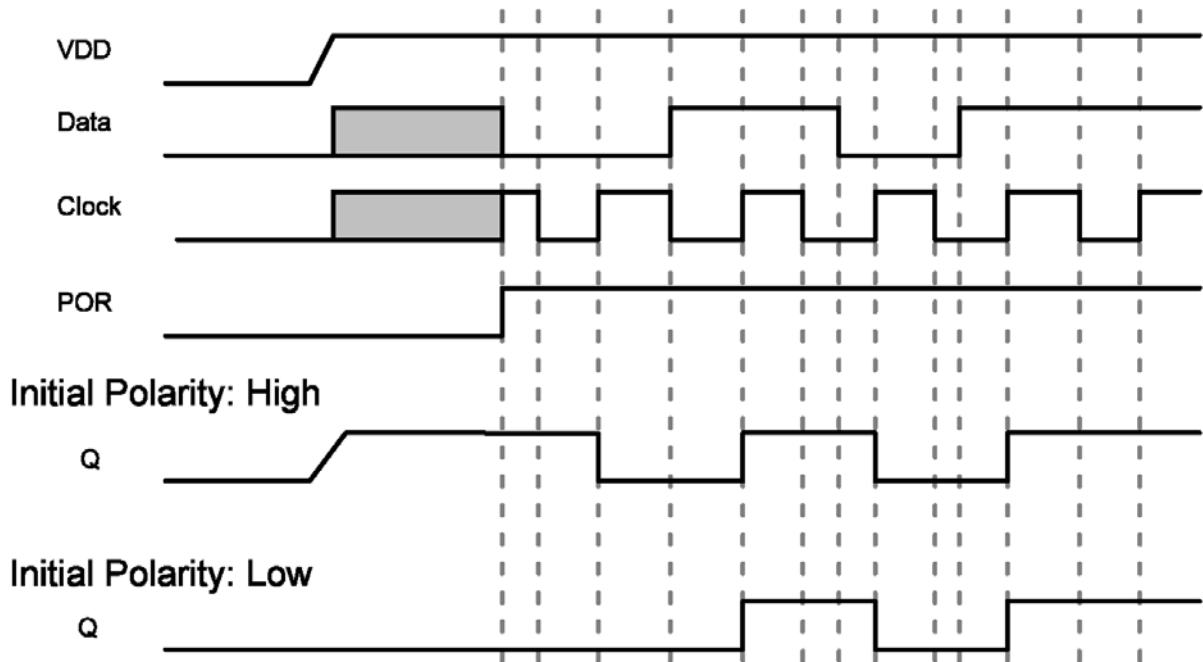 VDD
Data
Clock
POR
Initial Polarity: High
Q
Initial Polarity: Low
Q